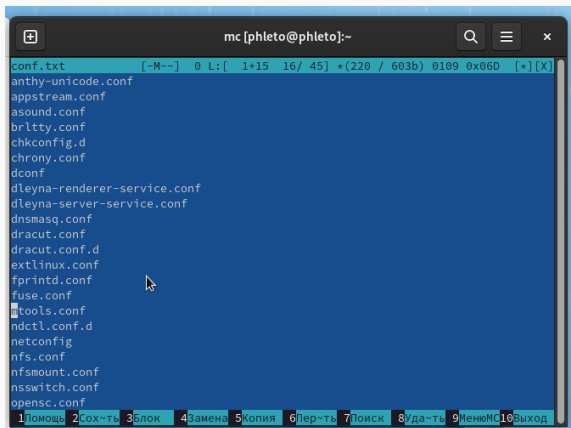 mc [phleto@phleto]:~
conf.txt [-M--] 0 L:[ 1+15 16/ 45] *(220 / 603b) 0109 0x06D [*][X]
anthy-unicode.conf
appstream.conf
asound.conf
brltty.conf
chkconfig.d
chrony.conf
dconf
dleyna-renderer-service.conf
dleyna-server-service.conf
dnsmasq.conf
dracut.conf
dracut.conf.d
extlinux.conf
fprintd.conf
fuse.conf
mtools.conf
ndctl.conf.d
netconfig
nfs.conf
nfsmount.conf
nsswitch.conf
opensc.conf
1Помощь 2Сох~ть 3Блок 4Замена 5Копия 6Пер~ть 7Поиск 8Уда~ть 9МенюMC10Выход